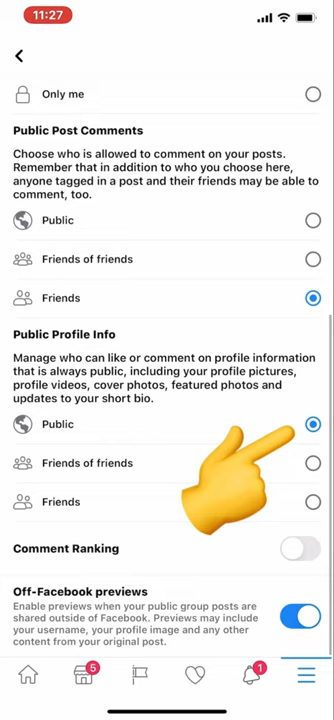 11:27
Only me
Public Post Comments
Choose who is allowed to comment on your posts.
Remember that in addition to who you choose here,
anyone tagged in a post and their friends may be able to
comment, too.
Public
Friends of friends
Friends
Public Profile Info
Manage who can like or comment on profile information
that is always public, including your profile pictures,
profile videos, cover photos, featured photos and
updates to your short bio.
Public
Friends of friends
Friends
Comment Ranking
Off-Facebook previews
Enable previews when your public group posts are
shared outside of Facebook. Previews may include
your username, your profile image and any other
content from your original post.
5
1